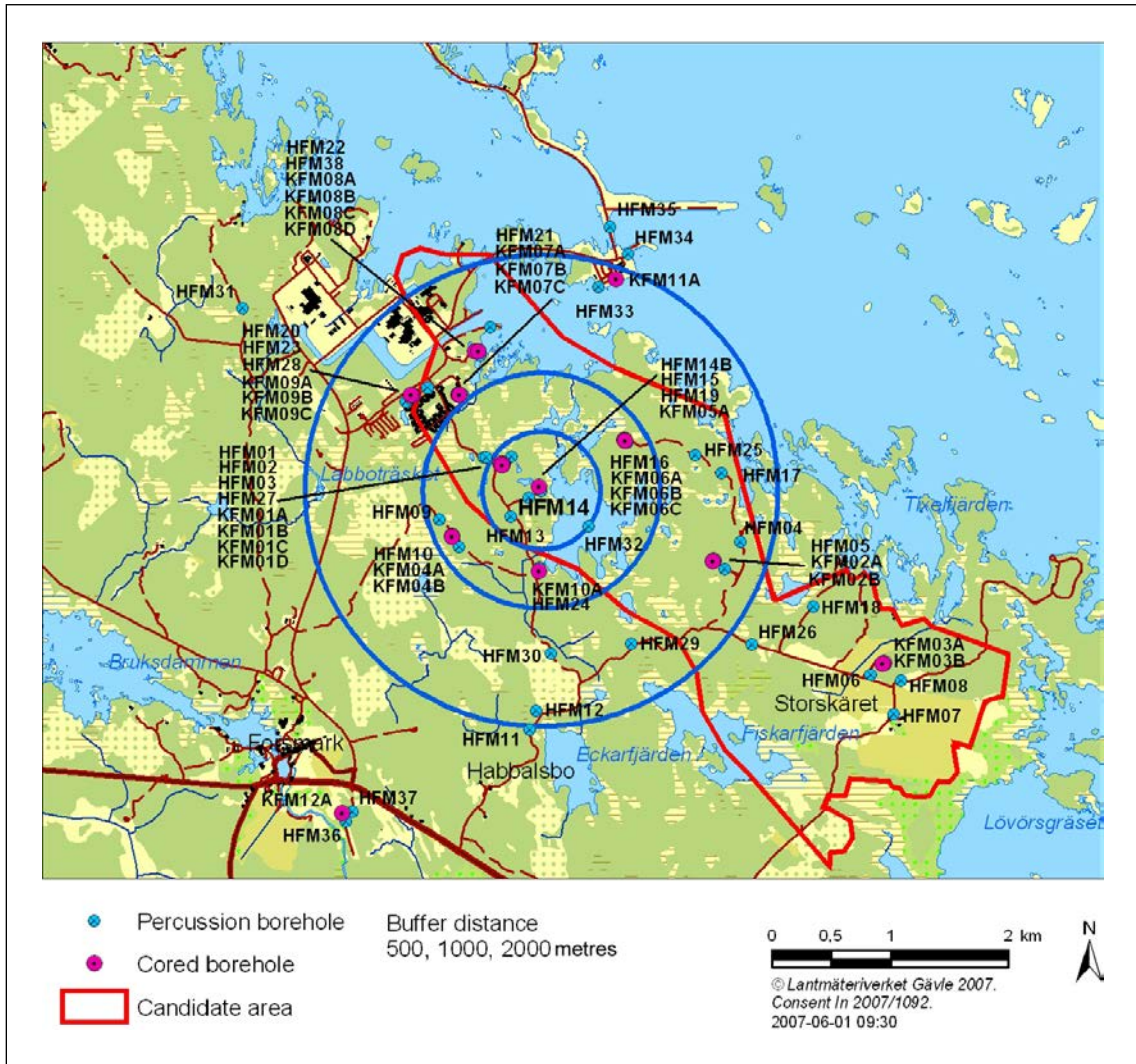 HFM22
HFM38
KFM08A
KFM08B
KFM08C
KFM08D
HFM35
HFM34
HFM21
KFM07A
KFM07B
KFM07C
KFM11A
HFM33
HFM31
HFM20
HFM23
HFM28
KFM09A
KFM09B
KFM09C
HFM14B
HFM15
HFM19
KFM05A
HFM01
HFM02
HFM03
HFM27
KFM01A
KFM01B
KFM01C
KFM01D
Labboträsket
HFM16
KFM06A
KFM06B
KFM06C
HFM25
HFM17
Tixelfjärden
HFM09
HFM14
HFM13
HFM32
HFM04
HFM10
KFM04A
KFM04B
HFM05
KFM02A
KFM02B
KFM10A
HFM24
HFM18
HFM26
HFM29
HFM30
KFM03A
KFM03B
HFM06
HFM08
Storskäret
HFM07
Bruksdammen
HFM12
HFM11
Forsmark
Habbalsbo
Eckarfjärden
Fiskarfjärden
KFM12A
HFM37
HFM36
Lövörsgräset
Percussion borehole
Cored borehole
Candidate area
Buffer distance
500, 1000, 2000 metres
0 0,5 1 2 km
N
© Lantmäteriverket Gävle 2007.
Consent In 2007/1092.
2007-06-01 09:30